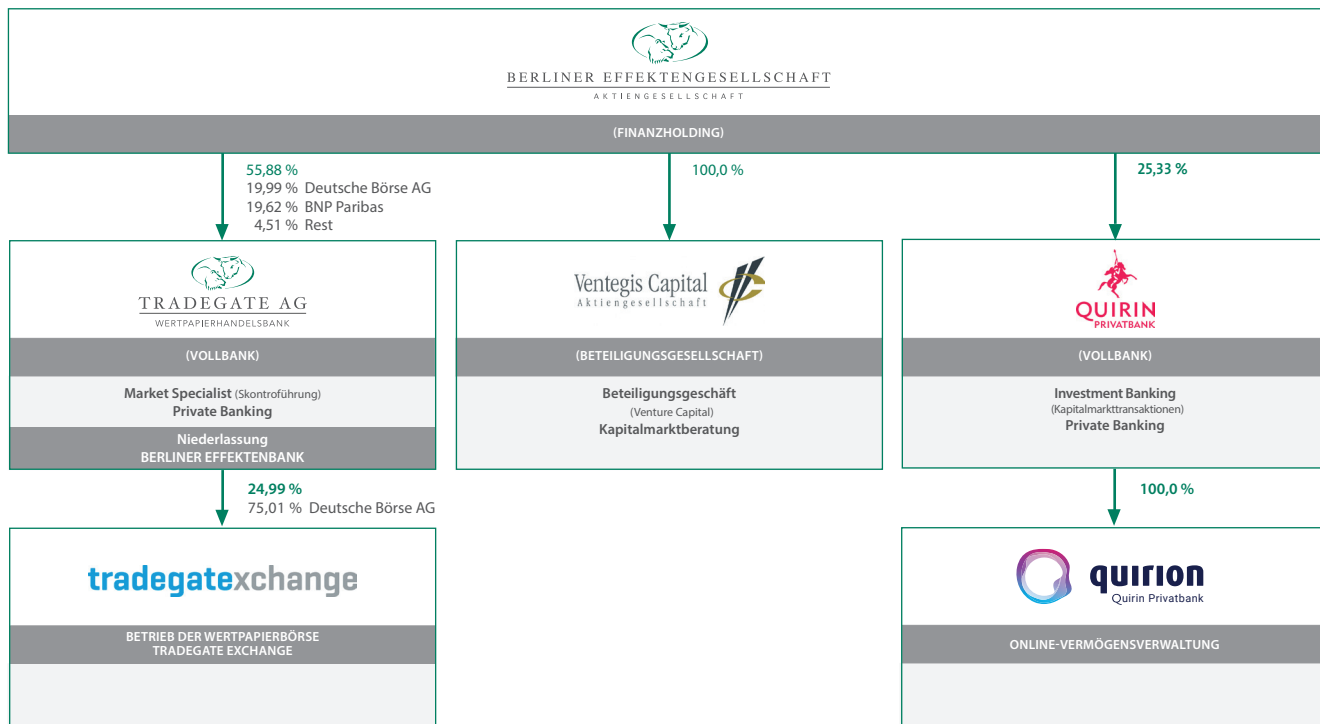 BERLINER EFFEKTENGESELLSCHAFT
AKTIENGESELLSCHAFT
(FINANZHOLDING)
55,88 %
19,99 % Deutsche Börse AG
19,62 % BNP Paribas
4,51 % Rest
100,0 %
25,33 %
TRADEGATE AG
WERTPAPIERHANDELSBANK
(VOLLBANK)
Market Specialist (Skontroführung)
Private Banking
Niederlassung
BERLINER EFFEKTENBANK
Ventegis Capital
Aktiengesellschaft
(BETEILIGUNGSGESELLSCHAFT)
Beteiligungsgeschäft
(Venture Capital)
Kapitalmarktberatung
QUIRIN
PRIVATBANK
(VOLLBANK)
Investment Banking
(Kapitalmarkttransaktionen)
Private Banking
24,99 %
75,01 % Deutsche Börse AG
100,0 %
tradegatexchange
BETRIEB DER WERTPAPIERBÖRSE
TRADEGATE EXCHANGE
quirion
Quirin Privatbank
ONLINE-VERMÖGENSVERWALTUNG